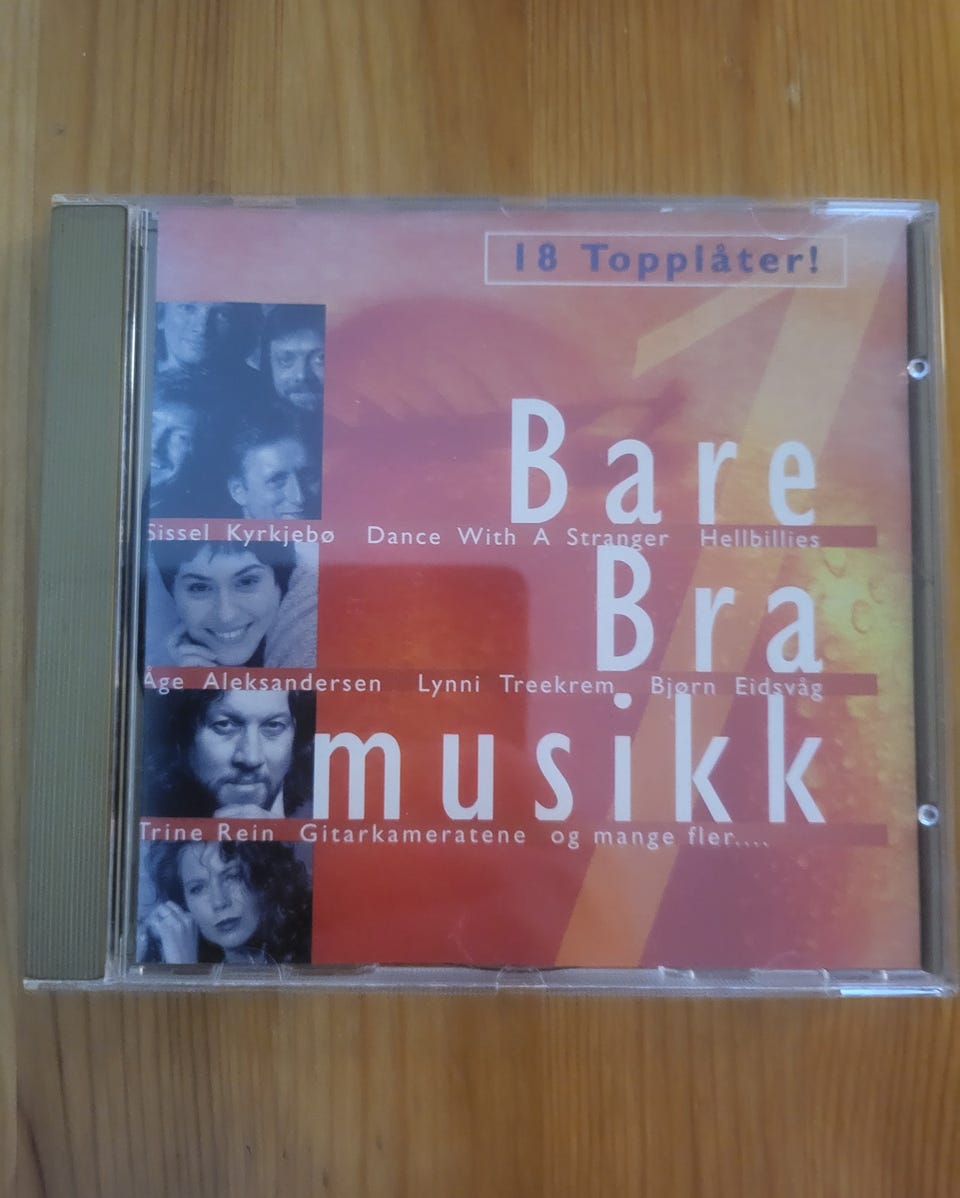 18 Topplåter!
Bare
Sissel Kyrkjebø Dance With A Stranger Hellbillies
Bra
Åge Aleksandersen Lynni Treekrem Bjørn Eidsvåg
musikk
Trine Rein Gitarkameratene og mange fler....
1